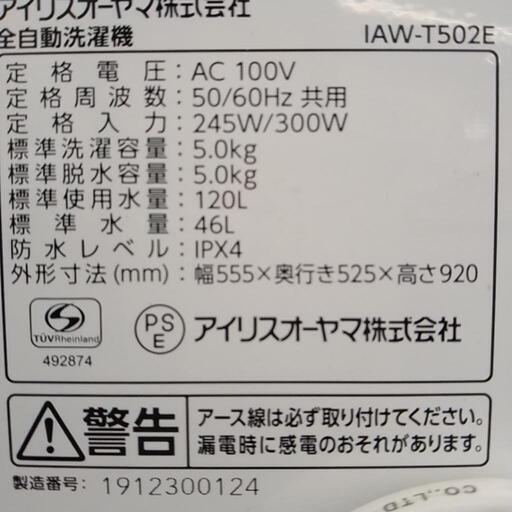 アイリスオーヤマ株式会社
全自動洗濯機 IAW-T502E
定格電圧：AC 100V
定格周波数：50/60Hz 共用
定格入力：245W/300W
標準洗濯容量：5.0kg
標準脱水容量：5.0kg
標準使用水量：120L
標準水量：46L
防水レベル：IPX4
外形寸法(mm)：幅555×奥行き525×高さ920
TÜVRheinland
492874
PS
E
アイリスオーヤマ株式会社
警告
アース線は必ず取り付けてください。
漏電時に感電のおそれがあります。
製造番号：1912300124
CO.,LTD